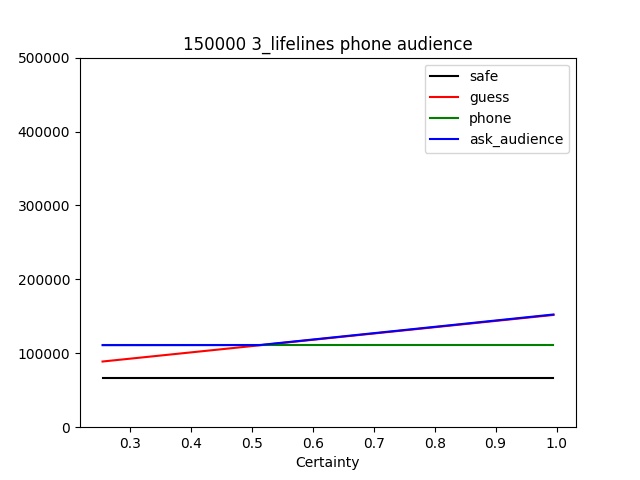 150000 3_lifelines phone audience
500000
400000
300000
200000
100000
0
safe
guess
phone
ask_audience
0.3 0.4 0.5 0.6 0.7 0.8 0.9 1.0
Certainty